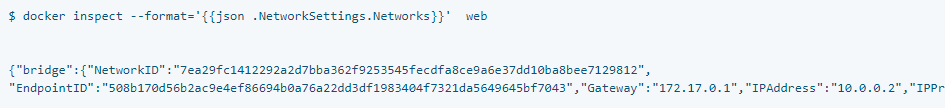 $ docker inspect --format='{{json .NetworkSettings.Networks}}'  web
{"bridge":{"NetworkID":"7ea29fc1412292a2d7bba362f9253545fecdfa8ce9a6e37dd10ba8bee7129812",
"EndpointID":"508b170d56b2ac9e4ef86694b0a76a22dd3df1983404f7321da5649645bf7043","Gateway":"172.17.0.1","IPAddress":"10.0.0.2","IPPr